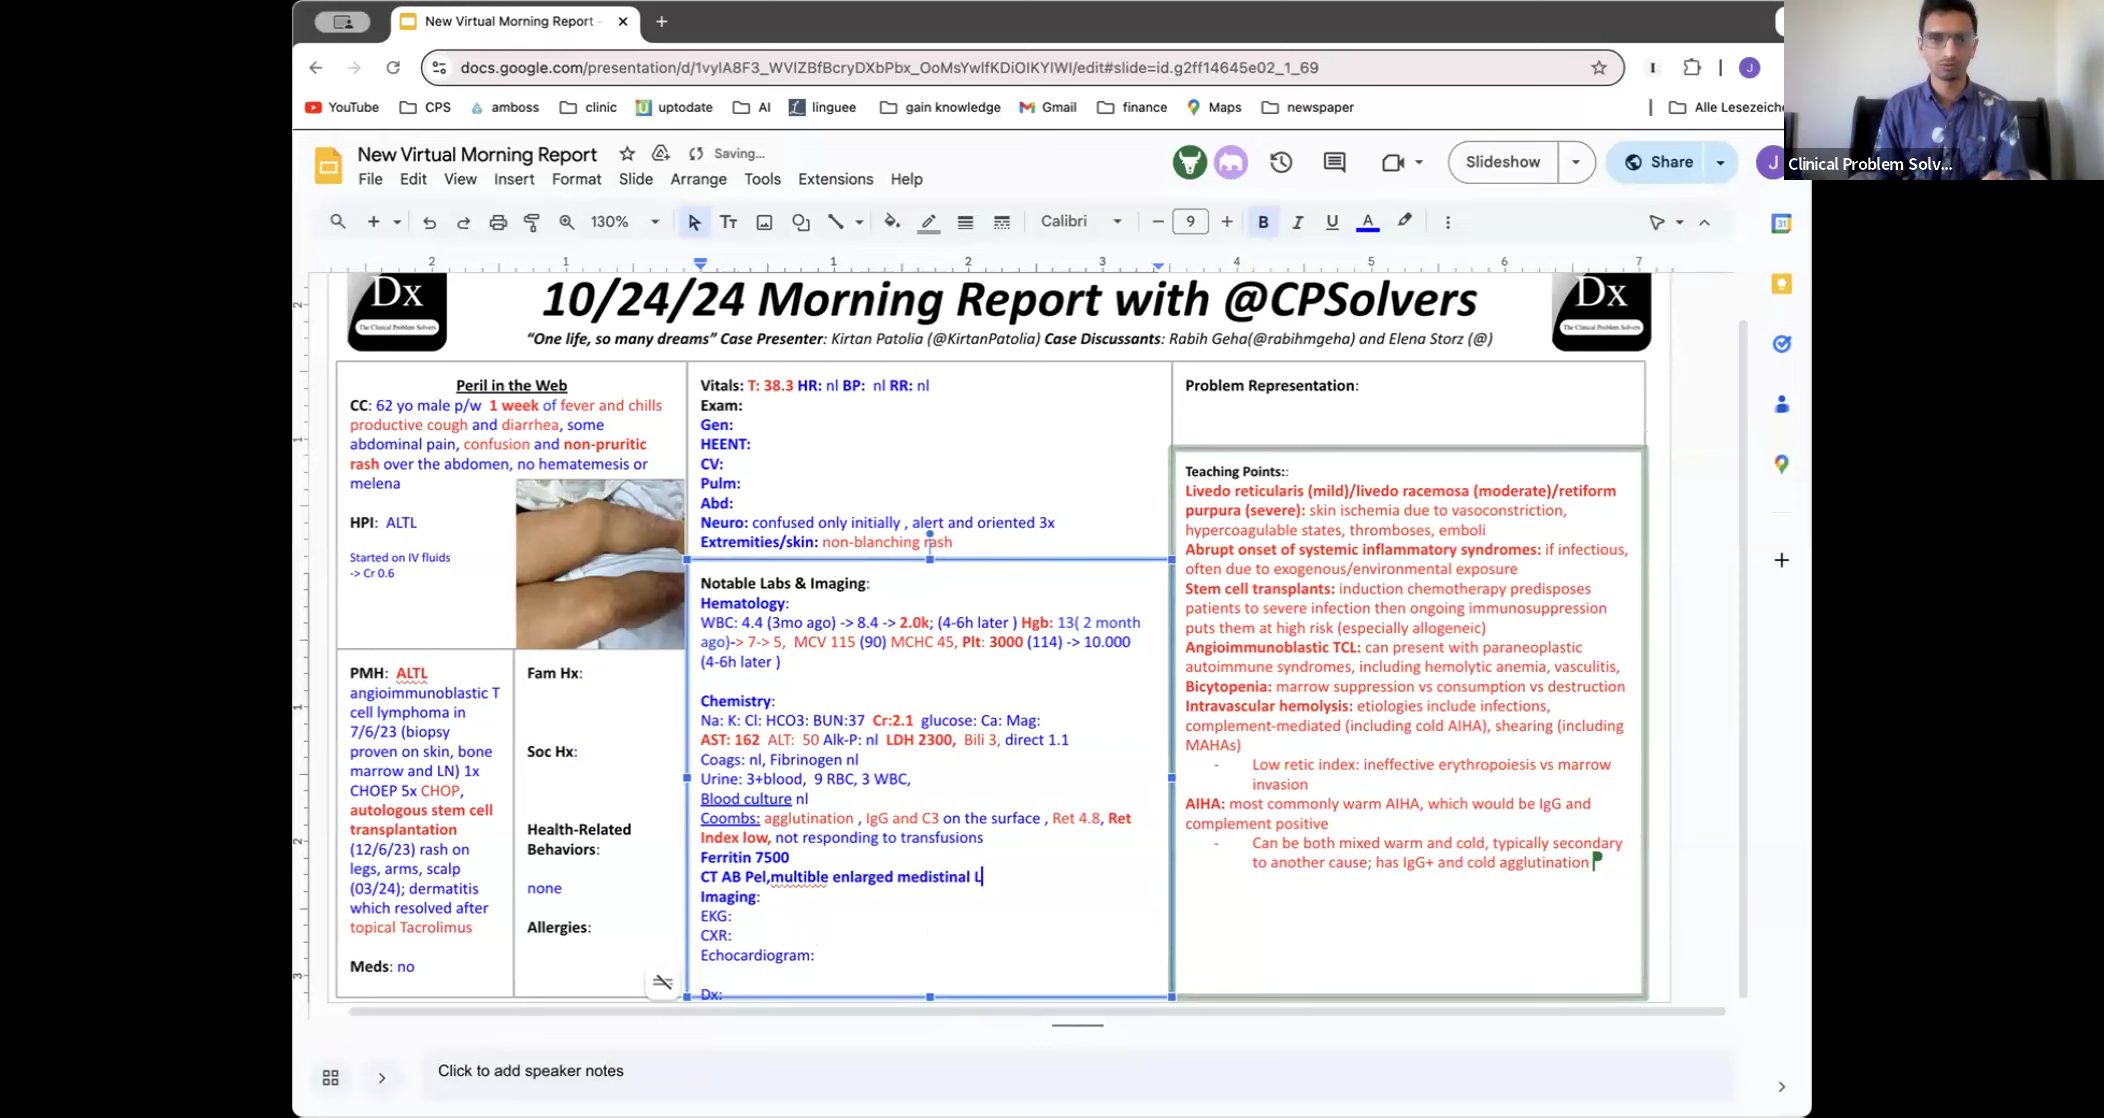 New Virtual Morning Report -
docs.google.com/presentation/d/1vylA8F3_WVIZBfBcryDXbPbx_OoMsYwIfKDiOIKYIWI/edit#slide=id.g2ff14645e02_1_69
J
YouTube CPS amboss clinic uptodate AI linguee gain knowledge Gmail finance Maps newspaper Alle Lesezeiche
Clinical Problem Solv...
New Virtual Morning Report Saving...
Slideshow Share J
File Edit View Insert Format Slide Arrange Tools Extensions Help
130% Calibri 9 B I U A
31
2 1 1 2 3 4 5 6 7
Dx
The Clinical Problem Solvers
10/24/24 Morning Report with @CPSolvers
"One life, so many dreams" Case Presenter: Kirtan Patolia (@KirtanPatolia) Case Discussants: Rabih Geha(@rabihmgeha) and Elena Storz (@)
Dx
The Clinical Problem Solvers
Peril in the Web
CC: 62 yo male p/w 1 week of fever and chills
productive cough and diarrhea, some
abdominal pain, confusion and non-pruritic
rash over the abdomen, no hematemesis or
melena
HPI: ALTL
Started on IV fluids
-> Cr 0.6
PMH: ALTL
angioimmunoblastic T
cell lymphoma in
7/6/23 (biopsy
proven on skin, bone
marrow and LN) 1x
CHOEP 5x CHOP,
autologous stem cell
transplantation
(12/6/23) rash on
legs, arms, scalp
(03/24); dermatitis
which resolved after
topical Tacrolimus
Meds: no
Fam Hx:
Soc Hx:
Health-Related
Behaviors:
none
Allergies:
Vitals: T: 38.3 HR: nl BP: nl RR: nl
Exam:
Gen:
HEENT:
CV:
Pulm:
Abd:
Neuro: confused only initially , alert and oriented 3x
Extremities/skin: non-blanching rash
Notable Labs & Imaging:
Hematology:
WBC: 4.4 (3mo ago) -> 8.4 -> 2.0k; (4-6h later ) Hgb: 13( 2 month
ago)-> 7-> 5, MCV 115 (90) MCHC 45, Plt: 3000 (114) -> 10.000
(4-6h later )
Chemistry:
Na: K: Cl: HCO3: BUN:37 Cr:2.1 glucose: Ca: Mag:
AST: 162 ALT: 50 Alk-P: nl LDH 2300, Bili 3, direct 1.1
Coags: nl, Fibrinogen nl
Urine: 3+blood, 9 RBC, 3 WBC,
Blood culture nl
Coombs: agglutination , IgG and C3 on the surface , Ret 4.8, Ret
Index low, not responding to transfusions
Ferritin 7500
CT AB Pel,multible enlarged medistinal L
Imaging:
EKG:
CXR:
Echocardiogram:
Dx:
Problem Representation:
Teaching Points::
Livedo reticularis (mild)/livedo racemosa (moderate)/retiform
purpura (severe): skin ischemia due to vasoconstriction,
hypercoagulable states, thromboses, emboli
Abrupt onset of systemic inflammatory syndromes: if infectious,
often due to exogenous/environmental exposure
Stem cell transplants: induction chemotherapy predisposes
patients to severe infection then ongoing immunosuppression
puts them at high risk (especially allogeneic)
Angioimmunoblastic TCL: can present with paraneoplastic
autoimmune syndromes, including hemolytic anemia, vasculitis,
Bicytopenia: marrow suppression vs consumption vs destruction
Intravascular hemolysis: etiologies include infections,
complement-mediated (including cold AIHA), shearing (including
MAHAs)
- Low retic index: ineffective erythropoiesis vs marrow
invasion
AIHA: most commonly warm AIHA, which would be IgG and
complement positive
- Can be both mixed warm and cold, typically secondary
to another cause; has IgG+ and cold agglutination
Click to add speaker notes